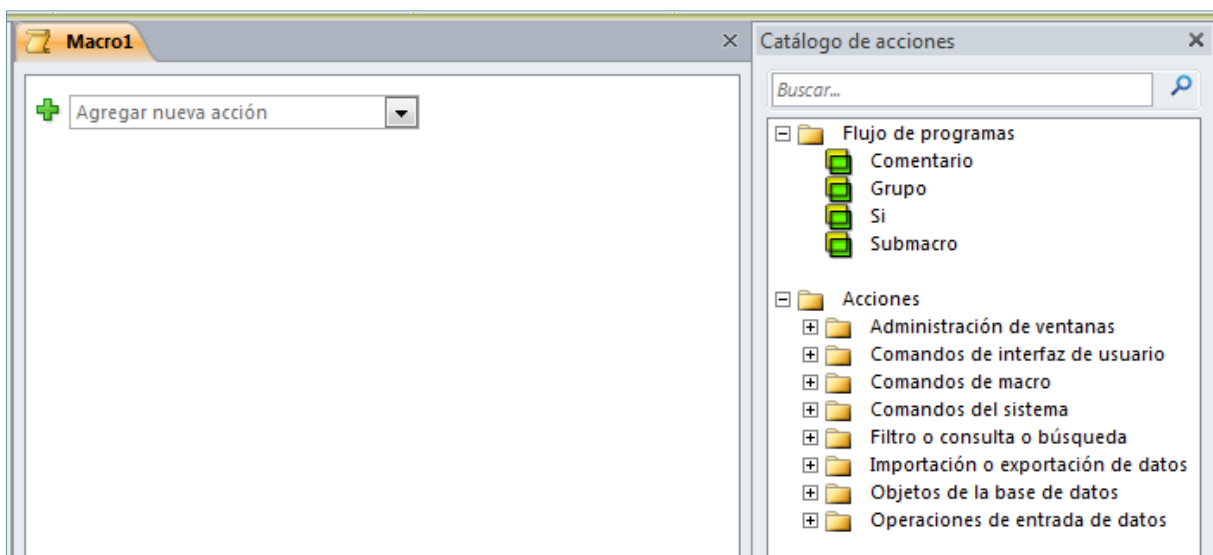 Macro1
Agregar nueva acción
Catálogo de acciones
Buscar...
Flujo de programas
Comentario
Grupo
Si
Submacro
Acciones
Administración de ventanas
Comandos de interfaz de usuario
Comandos de macro
Comandos del sistema
Filtro o consulta o búsqueda
Importación o exportación de datos
Objetos de la base de datos
Operaciones de entrada de datos